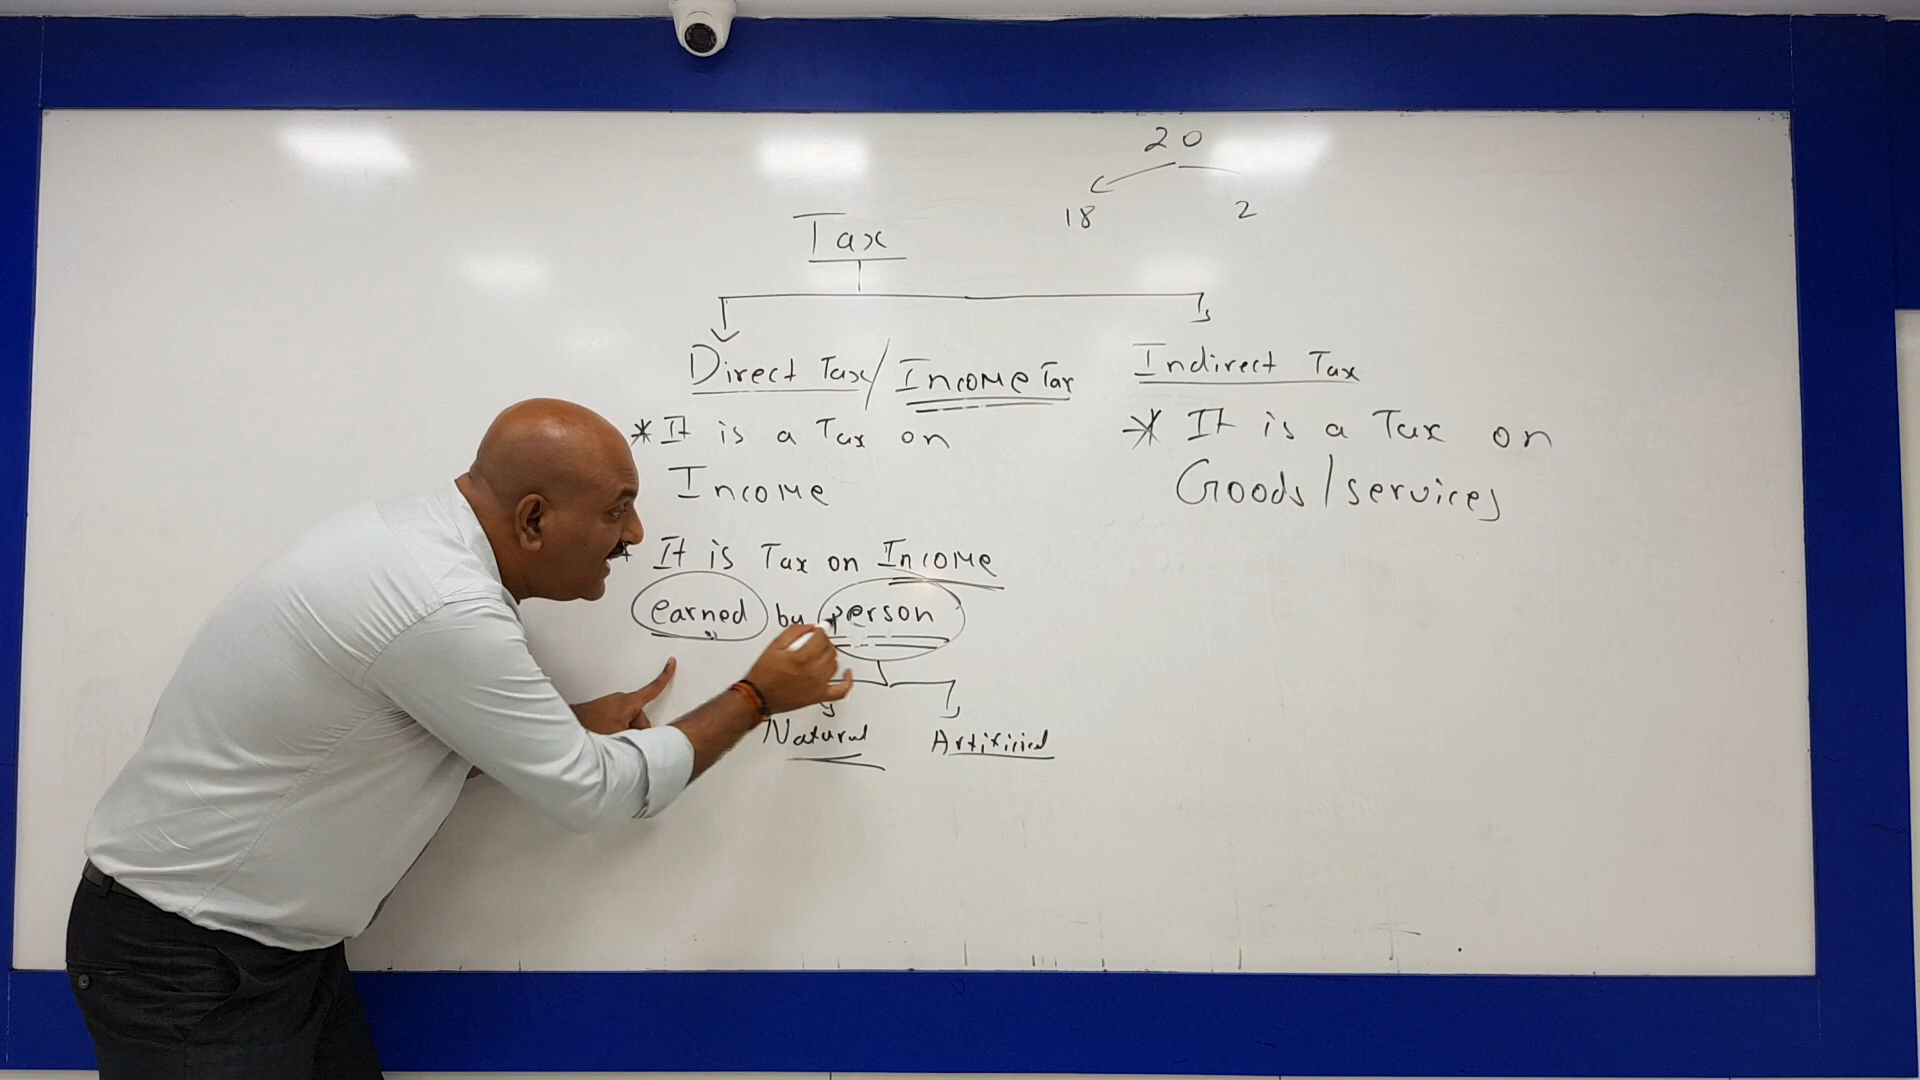 20
18 2
Tax
Direct Tax/Income Tax
* It is a Tax on
Income
* It is Tax on Income
earned by person
Natural Artificial
Indirect Tax
* It is a Tax on
Goods/services